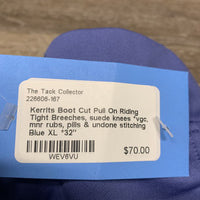 The Tack Collector
226608-167
Kerrits Boot Cut Pull On Riding
Tight Breeches, suede knees *vgc,
mnr rubs, pills & undone stitching
Blue XL *32"
WEV6VU
$70.00